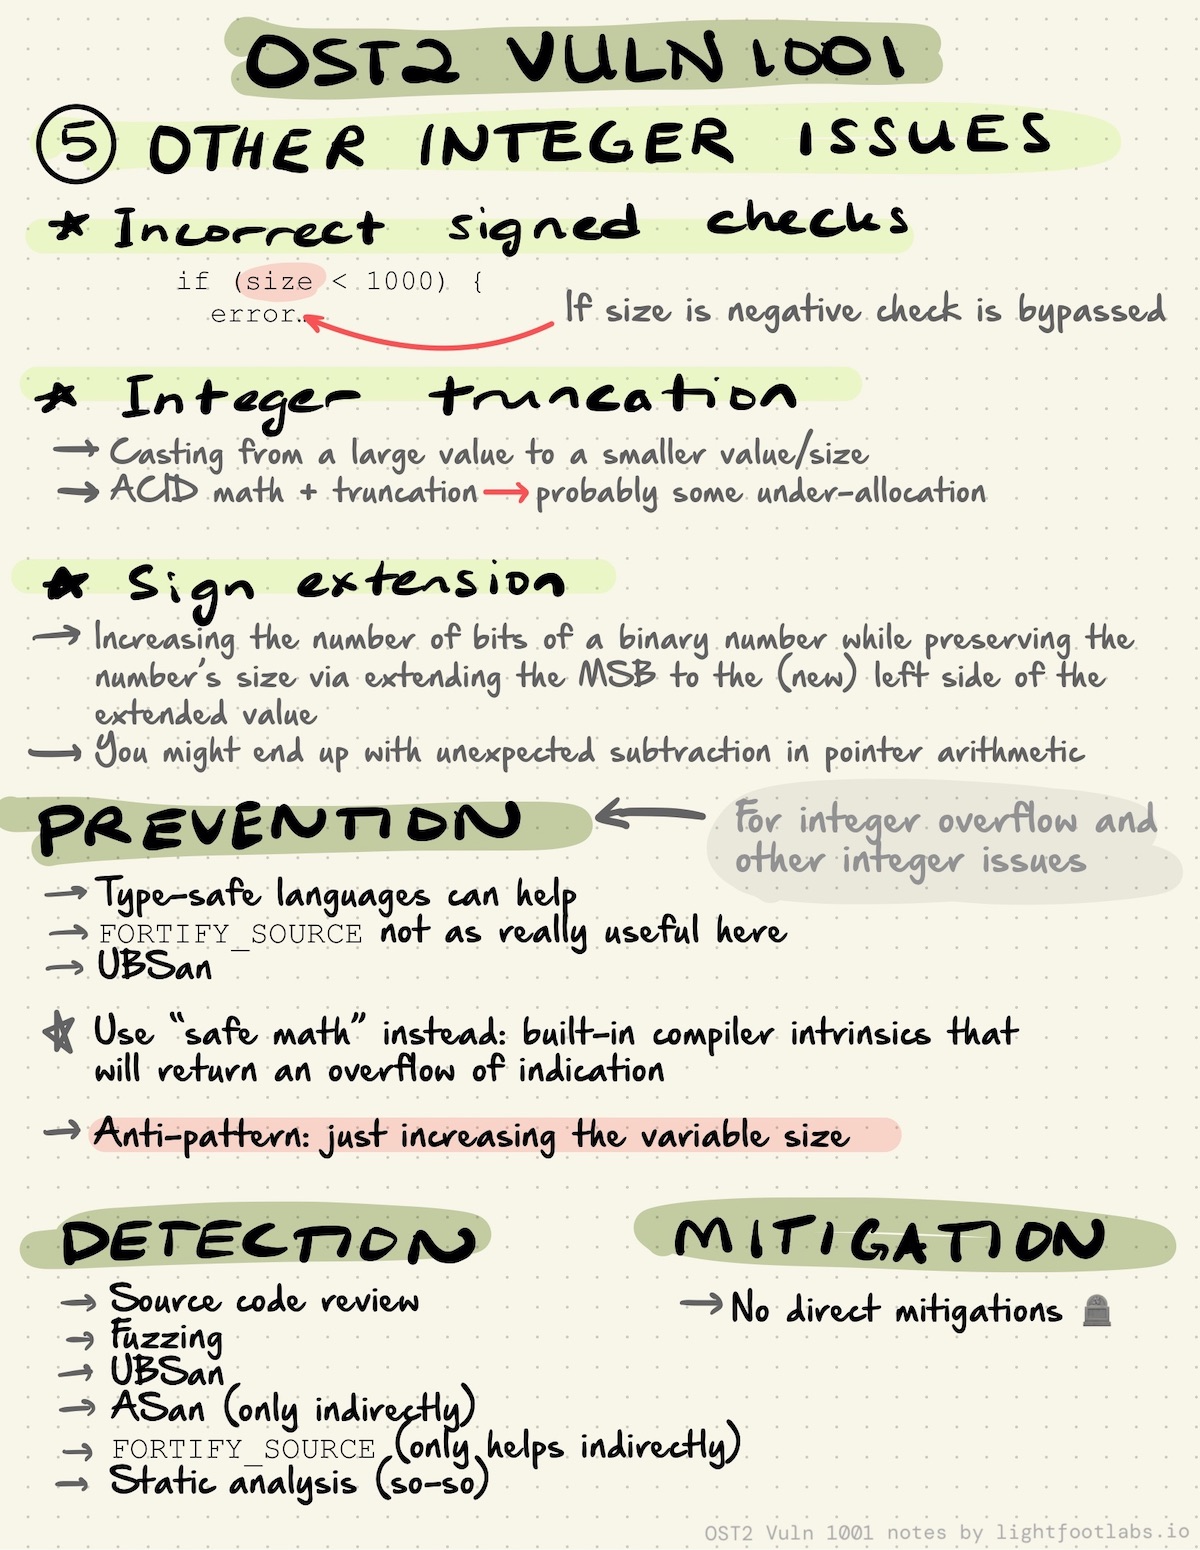 OST2 VULN 1001
5 OTHER INTEGER ISSUES
★ Incorrect signed checks
if (size < 1000) {
error…
If size is negative check is bypassed
★ Integer truncation
→ Casting from a large value to a smaller value/size
→ ACID math + truncation → probably some under-allocation
★ Sign extension
→ Increasing the number of bits of a binary number while preserving the
number's size via extending the MSB to the (new) left side of the
extended value
→ You might end up with unexpected subtraction in pointer arithmetic
PREVENTION
For integer overflow and
other integer issues
→ Type-safe languages can help
→ FORTIFY_SOURCE not as really useful here
→ UBSan
★ Use "safe math" instead: built-in compiler intrinsics that
will return an overflow of indication
→ Anti-pattern: just increasing the variable size
DETECTION
→ Source code review
→ Fuzzing
→ UBSan
→ ASan (only indirectly)
→ FORTIFY_SOURCE (only helps indirectly)
→ Static analysis (so-so)
MITIGATION
→ No direct mitigations
OST2 Vuln 1001 notes by lightfootlabs.io